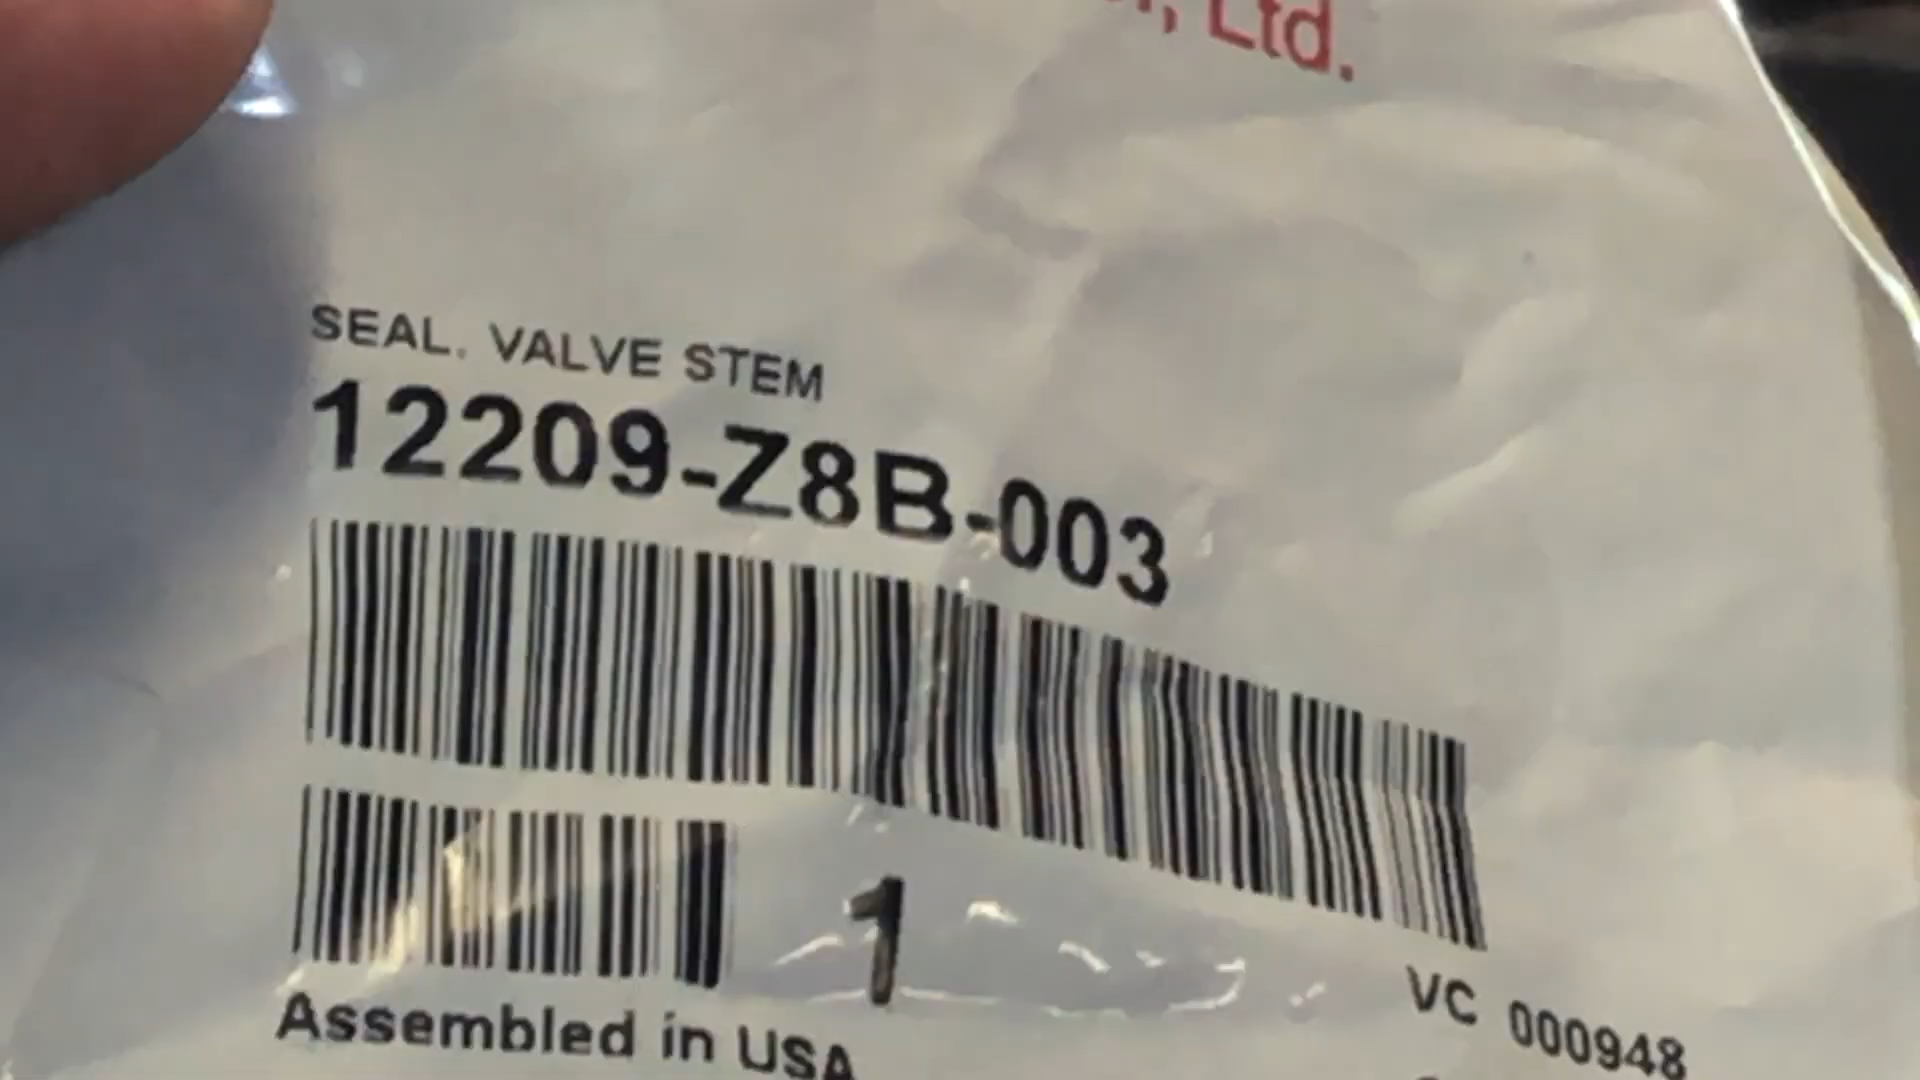 Ltd.
SEAL. VALVE STEM
12209-Z8B-003
1
Assembled in USA
VC 000948